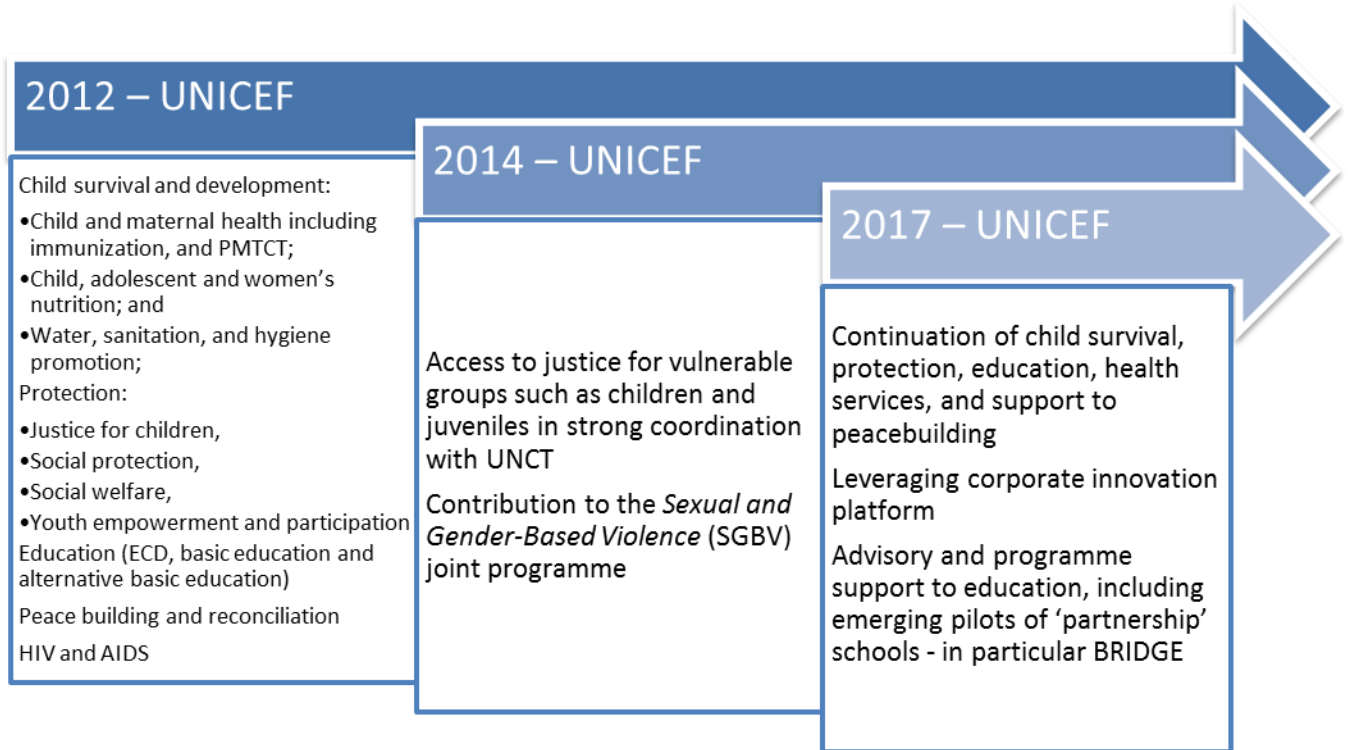 2012 – UNICEF
Child survival and development:
•Child and maternal health including
immunization, and PMTCT;
•Child, adolescent and women's
nutrition; and
•Water, sanitation, and hygiene
promotion;
Protection:
•Justice for children,
•Social protection,
•Social welfare,
•Youth empowerment and participation
Education (ECD, basic education and
alternative basic education)
Peace building and reconciliation
HIV and AIDS
2014 – UNICEF
Access to justice for vulnerable
groups such as children and
juveniles in strong coordination
with UNCT
Contribution to the Sexual and
Gender-Based Violence (SGBV)
joint programme
2017 – UNICEF
Continuation of child survival,
protection, education, health
services, and support to
peacebuilding
Leveraging corporate innovation
platform
Advisory and programme
support to education, including
emerging pilots of ‘partnership’
schools - in particular BRIDGE